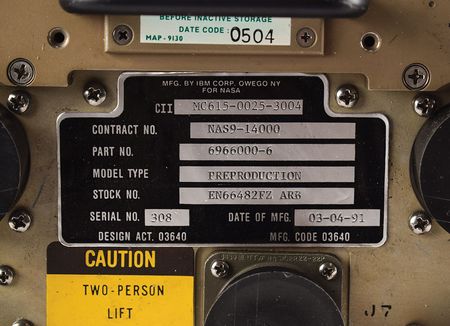 BEFORE INACTIVE STORAGE
DATE CODE: 0504
MAP-9130
MFG. BY IBM CORP. OWEGO NY
FOR NASA
CII MC615-0025-3004
CONTRACT NO. NAS9-14000
PART NO. 6966000-6
MODEL TYPE PREPRODUCTION
STOCK NO. EN66482FZ ARB
SERIAL NO. 308 DATE OF MFG. 03-04-91
DESIGN ACT. 03640 MFG. CODE 03640
CAUTION
TWO-PERSON
LIFT
J7